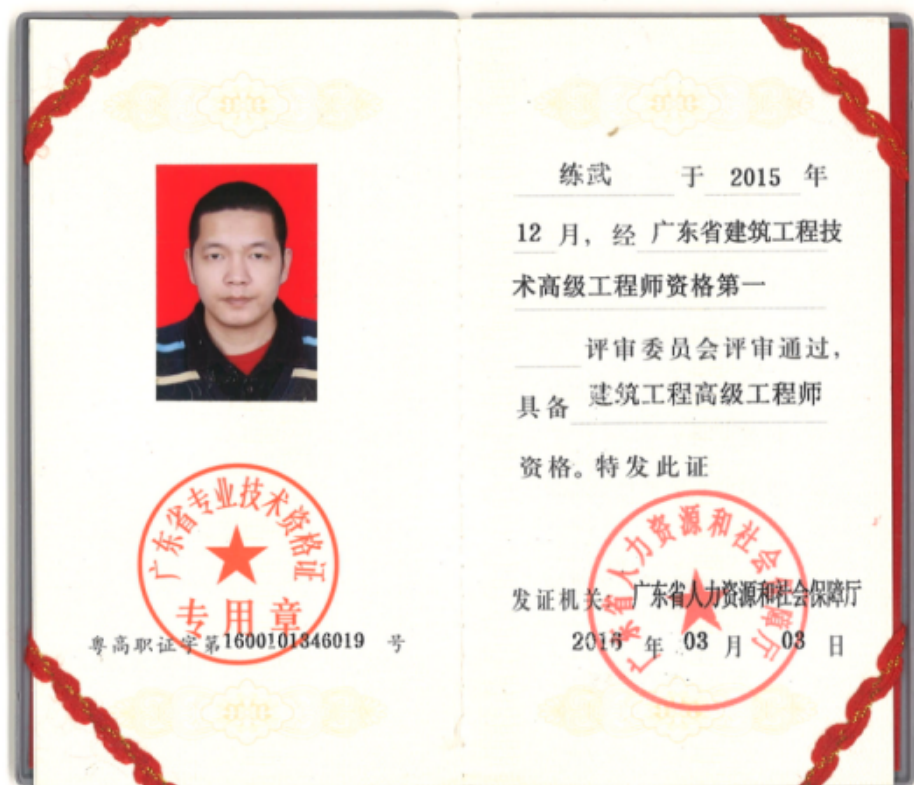 广东省专业技术资格证
专用章
粤高职证字第1600101346019 号
练武 于 2015 年
12 月，经 广东省建筑工程技
术高级工程师资格第一
评审委员会评审通过，
具备 建筑工程高级工程师
资格。特发此证
广东省人力资源和社会保障厅
发证机关：广东省人力资源和社会保障厅
2016 年 03 月 03 日